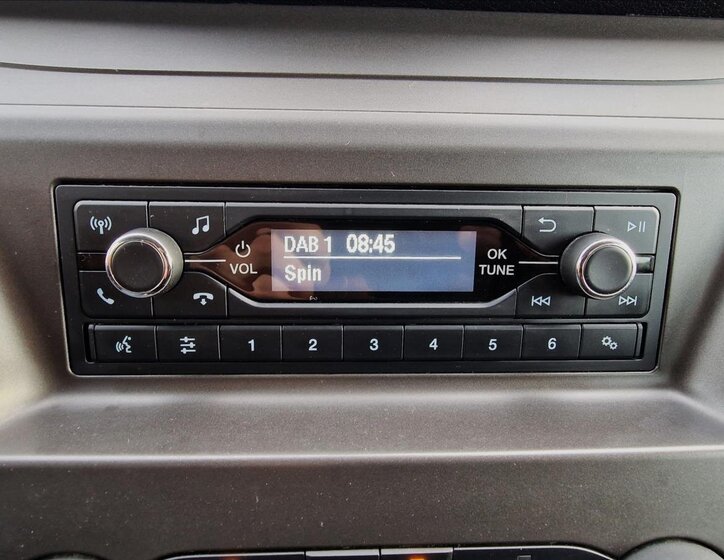 DAB 1 08:45
Spin
VOL
OK
TUNE
1 2 3 4 5 6